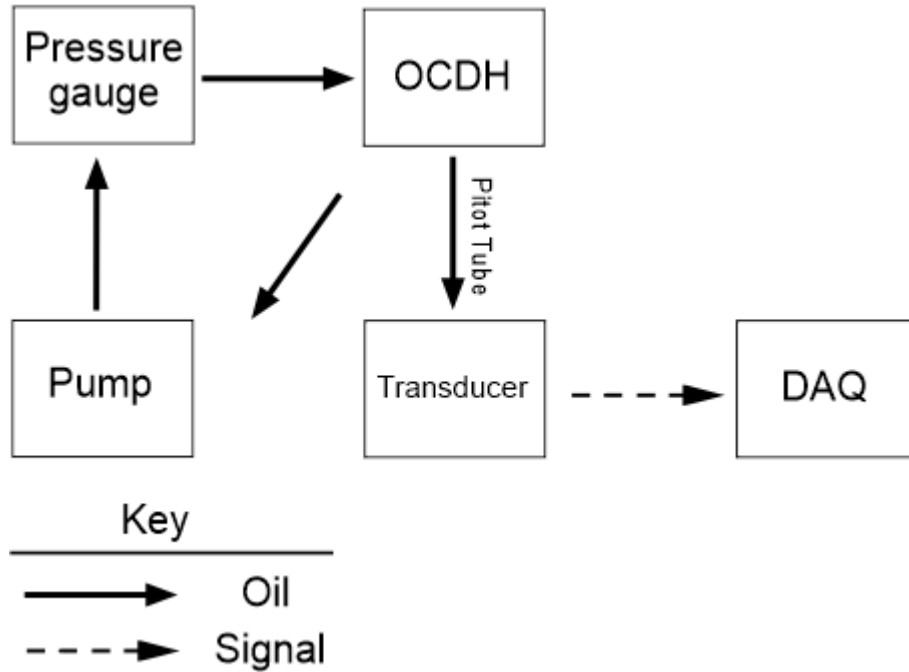 Pressure
gauge
OCDH
Pitot Tube
Pump
Transducer
DAQ
Key
Oil
Signal